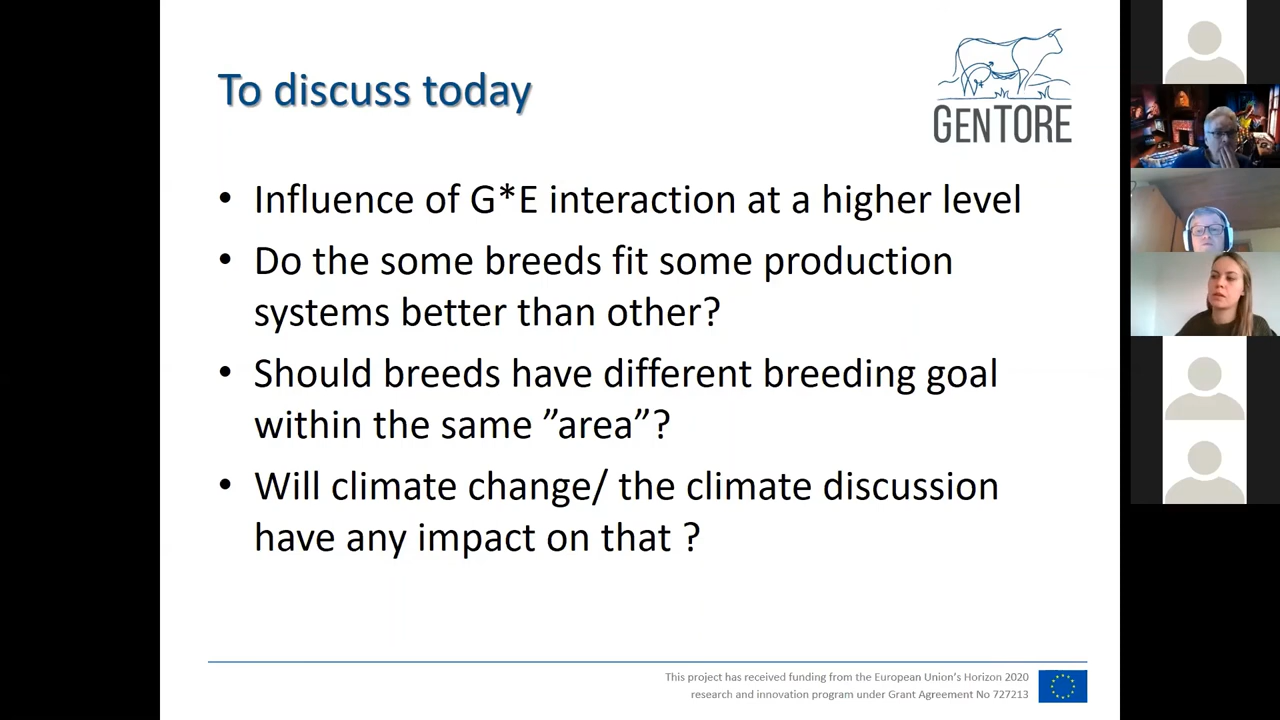 To discuss today
GENTORE
• Influence of G*E interaction at a higher level
• Do the some breeds fit some production
systems better than other?
• Should breeds have different breeding goal
within the same ”area”?
• Will climate change/ the climate discussion
have any impact on that ?
This project has received funding from the European Union’s Horizon 2020
research and innovation program under Grant Agreement No 727213